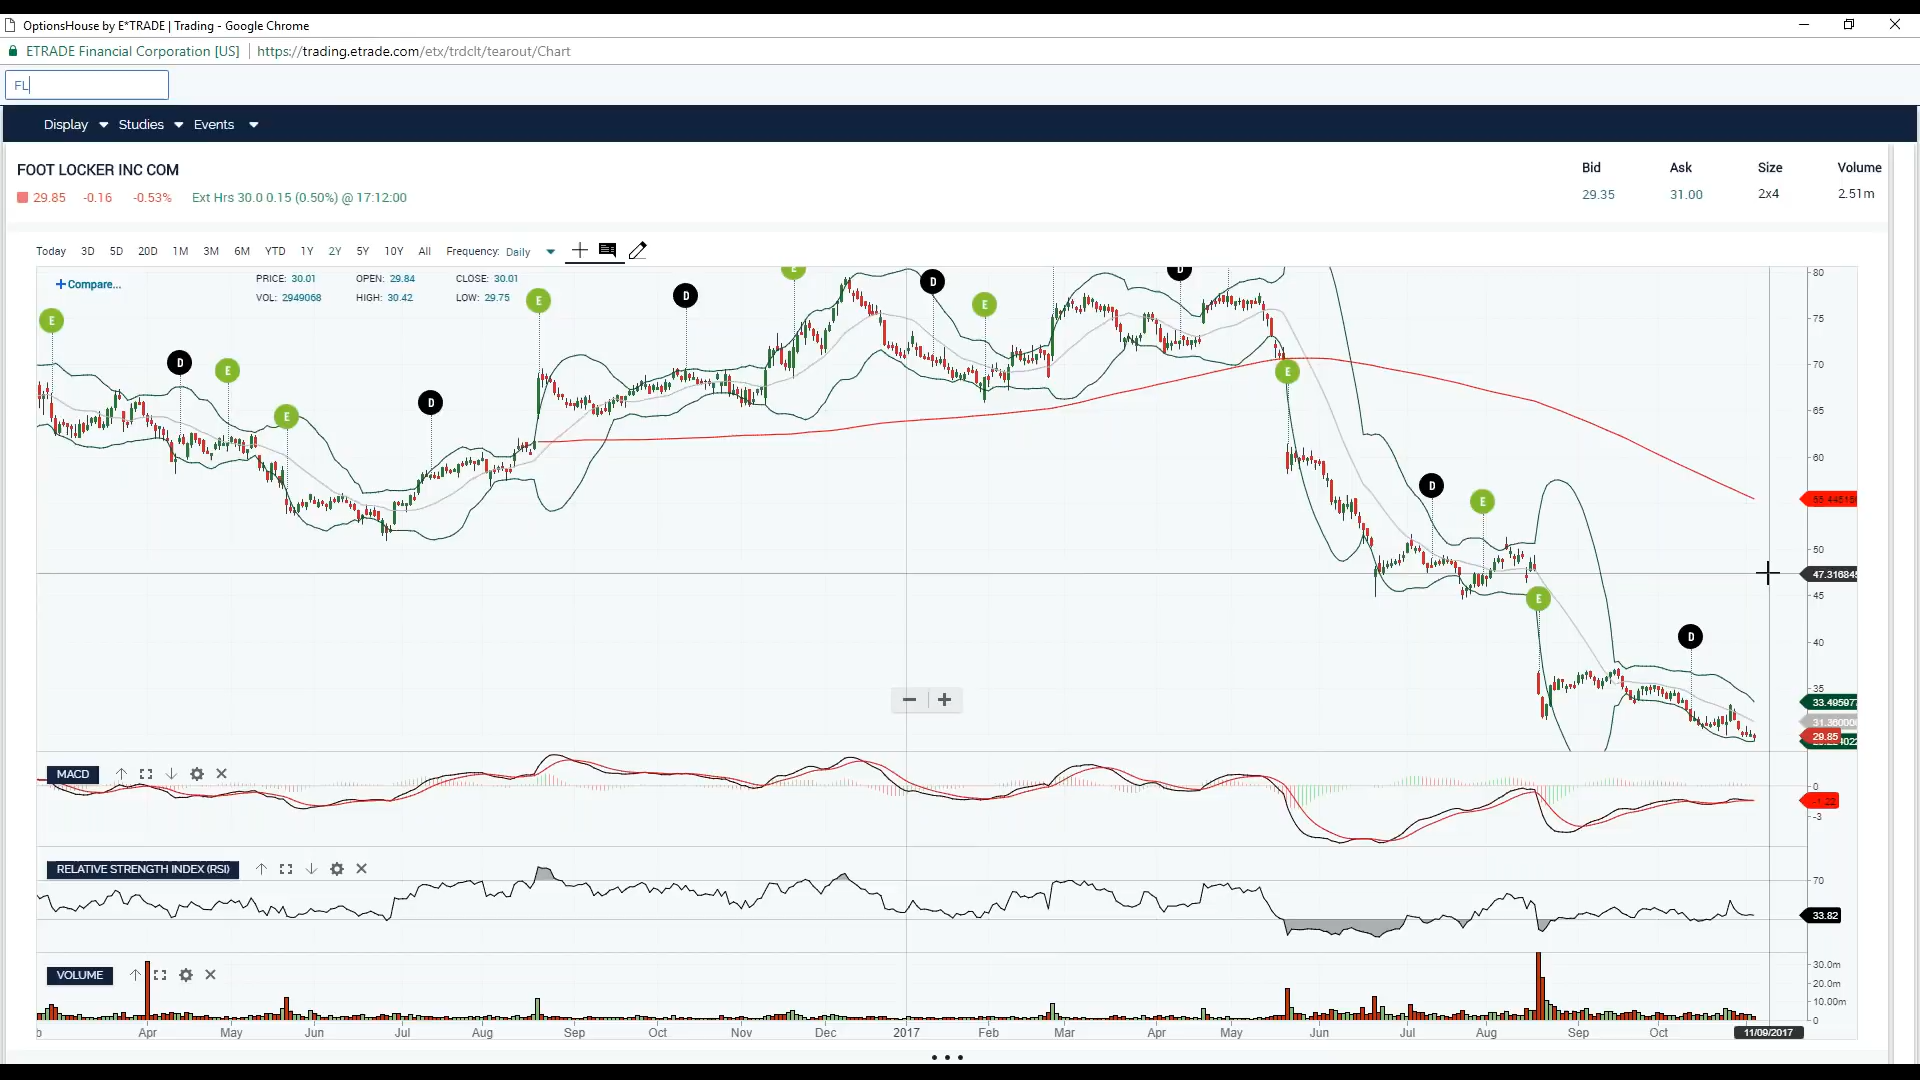 OptionsHouse by E*TRADE | Trading - Google Chrome
ETRADE Financial Corporation [US] | https://trading.etrade.com/etx/trdclt/tearout/Chart
FL
Display Studies Events
FOOT LOCKER INC COM
Bid Ask Size Volume
29.85 -0.16 -0.53% Ext Hrs 30.0 0.15 (0.50%) @ 17:12:00
29.35 31.00 2x4 2.51m
Today 3D 5D 20D 1M 3M 6M YTD 1Y 2Y 5Y 10Y All Frequency: Daily
+Compare...
PRICE: 30.01 OPEN: 29.84 CLOSE: 30.01
VOL: 2949068 HIGH: 30.42 LOW: 29.75
E D E E D E D E D E D E D E E D
80
75
70
65
60
50
47.316845
45
40
35
33.495977
31.36000
29.85
MACD
0
-1.22
-3
RELATIVE STRENGTH INDEX (RSI)
70
33.82
VOLUME
30.0m
20.0m
10.00m
0
b Apr May Jun Jul Aug Sep Oct Nov Dec 2017 Feb Mar Apr May Jun Jul Aug Sep Oct 11/09/2017